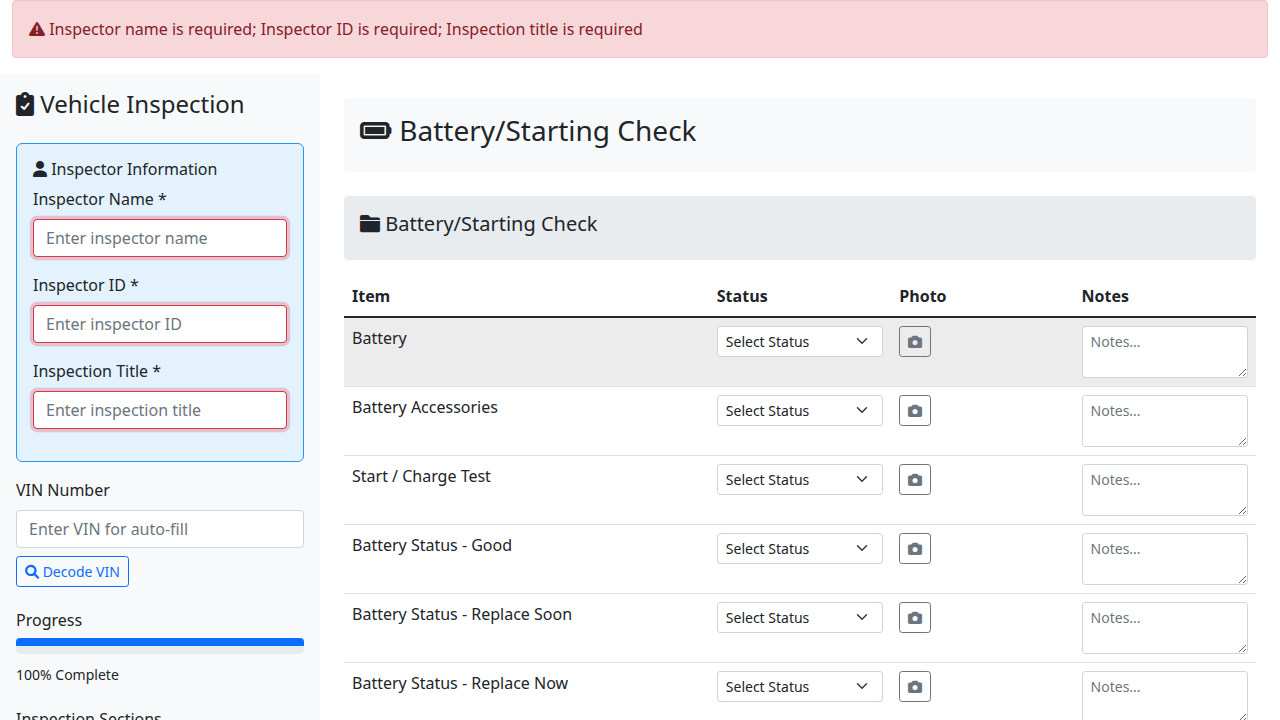 Inspector name is required; Inspector ID is required; Inspection title is required
Vehicle Inspection
Inspector Information
Inspector Name *
Enter inspector name
Inspector ID *
Enter inspector ID
Inspection Title *
Enter inspection title
VIN Number
Enter VIN for auto-fill
Decode VIN
Progress
100% Complete
Inspection Sections
Battery/Starting Check
Battery/Starting Check
Item Status Photo Notes
Battery Select Status Notes...
Battery Accessories Select Status Notes...
Start / Charge Test Select Status Notes...
Battery Status - Good Select Status Notes...
Battery Status - Replace Soon Select Status Notes...
Battery Status - Replace Now Select Status Notes...